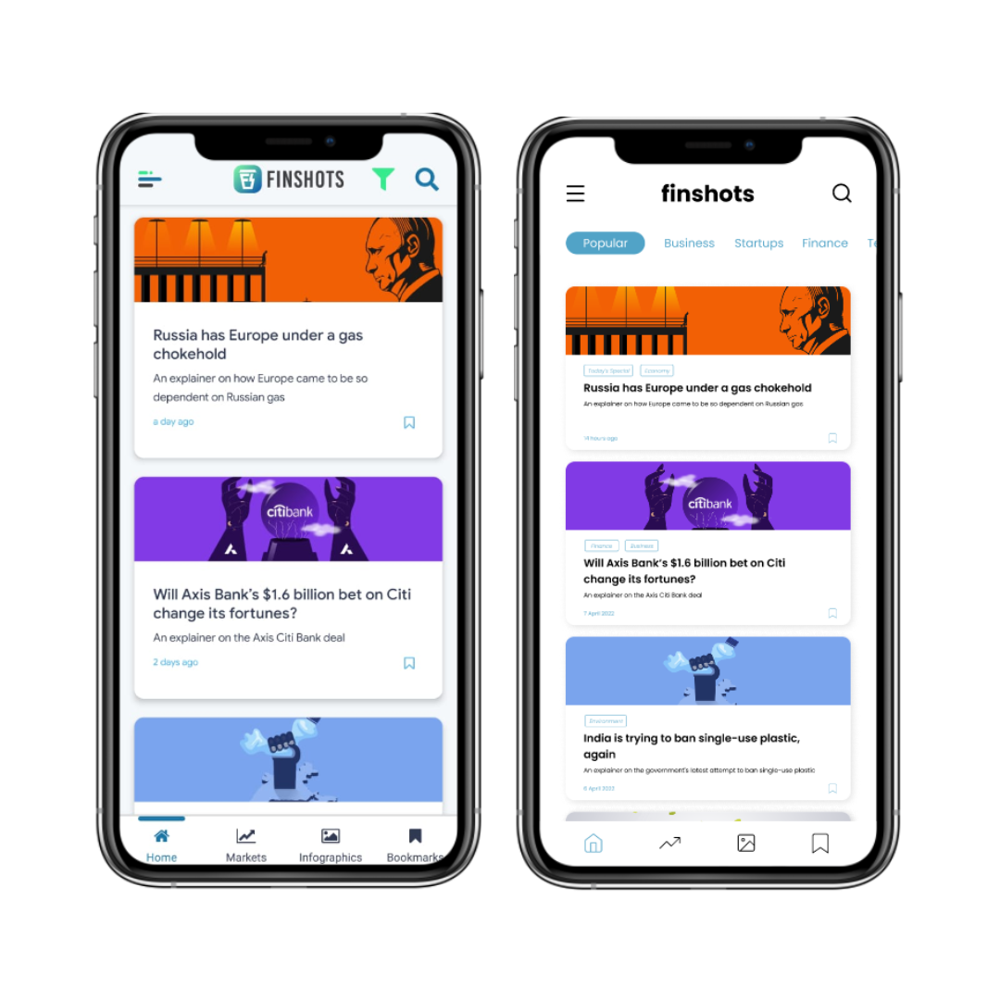 FINSHOTS
Russia has Europe under a gas
chokehold
An explainer on how Europe came to be so
dependent on Russian gas
a day ago
citibank
Will Axis Bank's $1.6 billion bet on Citi
change its fortunes?
An explainer on the Axis Citi Bank deal
2 days ago
Home Markets Infographics Bookmarks
finshots
Popular Business Startups Finance Te
Today's Special Economy
Russia has Europe under a gas chokehold
An explainer on how Europe came to be so dependent on Russian gas
14 hours ago
citibank
Finance Business
Will Axis Bank's $1.6 billion bet on Citi
change its fortunes?
An explainer on the Axis Citi Bank deal
7 April 2022
Environment
India is trying to ban single-use plastic,
again
An explainer on the government's latest attempt to ban single-use plastic
6 April 2022